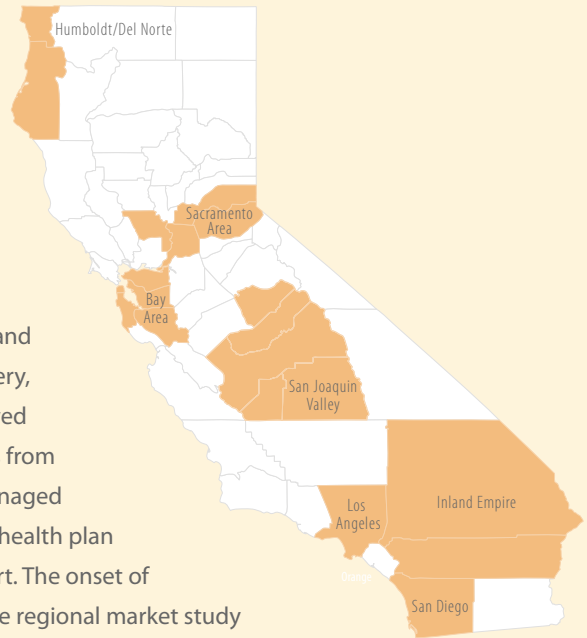 Humboldt/Del Norte
Sacramento
Area
Bay
Area
and
ery,
ed
San Joaquin
Valley
from
naged
Los
Angeles
Inland Empire
health plan
rt. The onset of
Orange
San Diego
e regional market study